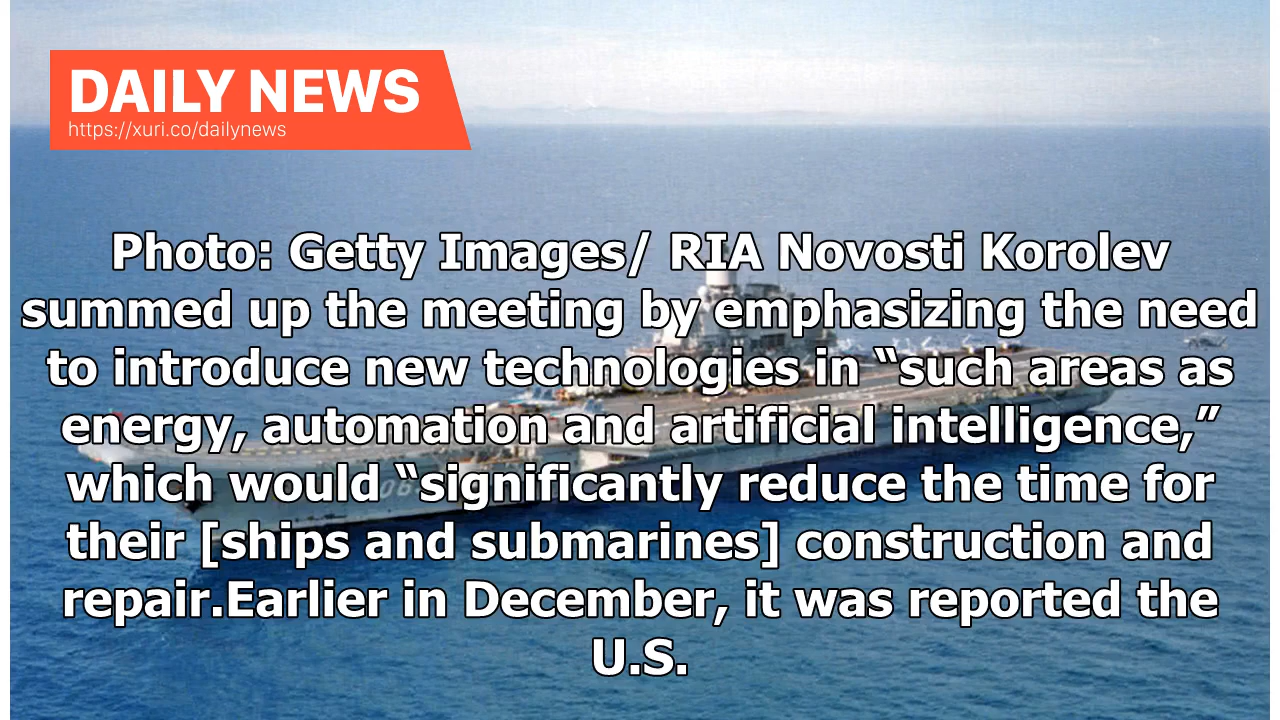 DAILY NEWS
https://xuri.co/dailynews
Photo: Getty Images/ RIA Novosti Korolev
summed up the meeting by emphasizing the need
to introduce new technologies in “such areas as
energy, automation and artificial intelligence,”
which would “significantly reduce the time for
their [ships and submarines] construction and
repair.Earlier in December, it was reported the
U.S.